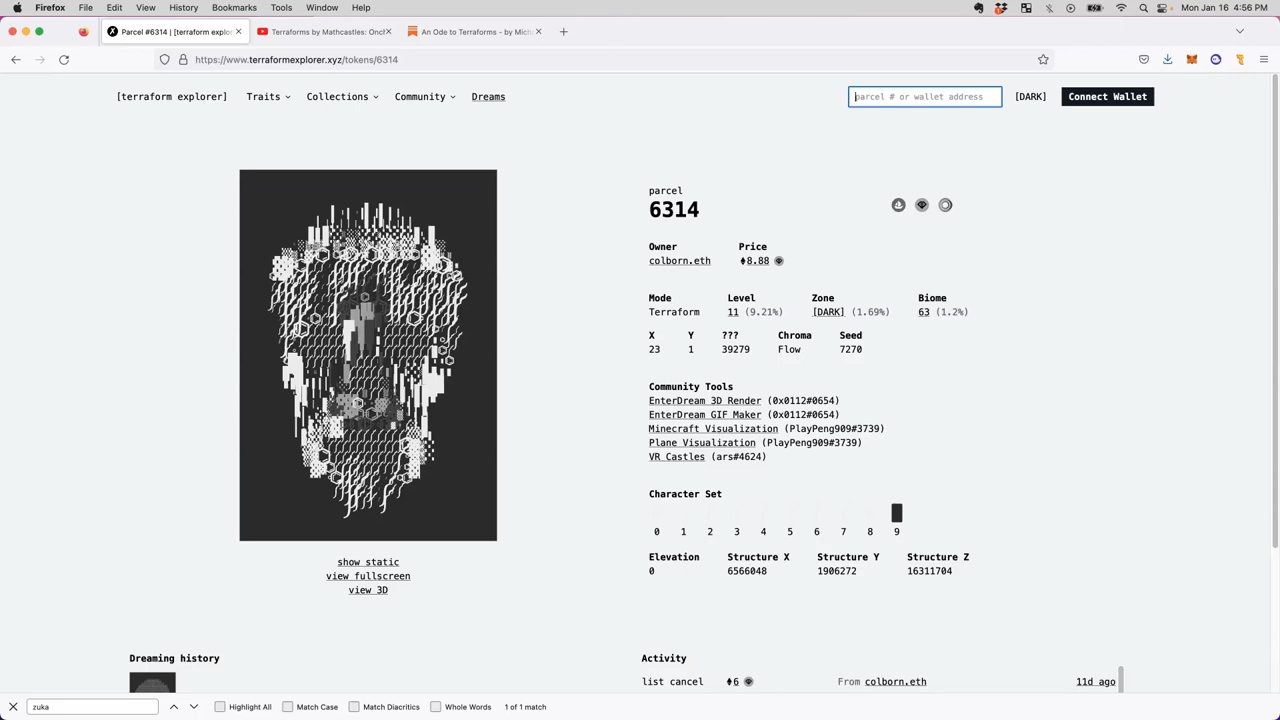 Firefox File Edit View History Bookmarks Tools Window Help Mon Jan 16 4:56 PM
Parcel #6314 | [terraform explor Terraforms by Mathcastles: Onch An Ode to Terraforms - by Mich
https://www.terraformexplorer.xyz/tokens/6314
[terraform explorer] Traits Collections Community Dreams parcel # or wallet address [DARK] Connect Wallet
parcel
6314
Owner Price
colborn.eth 8.88
Mode Level Zone Biome
Terraform 11 (9.21%) [DARK] (1.69%) 63 (1.2%)
X Y ??? Chroma Seed
23 1 39279 Flow 7270
Community Tools
EnterDream 3D Render (0x0112#0654)
EnterDream GIF Maker (0x0112#0654)
Minecraft Visualization (PlayPeng909#3739)
Plane Visualization (PlayPeng909#3739)
VR Castles (ars#4624)
Character Set
0 1 2 3 4 5 6 7 8 9
Elevation Structure X Structure Y Structure Z
0 6566048 1906272 16311704
show static
view fullscreen
view 3D
Dreaming history
Activity
list cancel 6 From colborn.eth 11d ago
zuka Highlight All Match Case Match Diacritics Whole Words 1 of 1 match